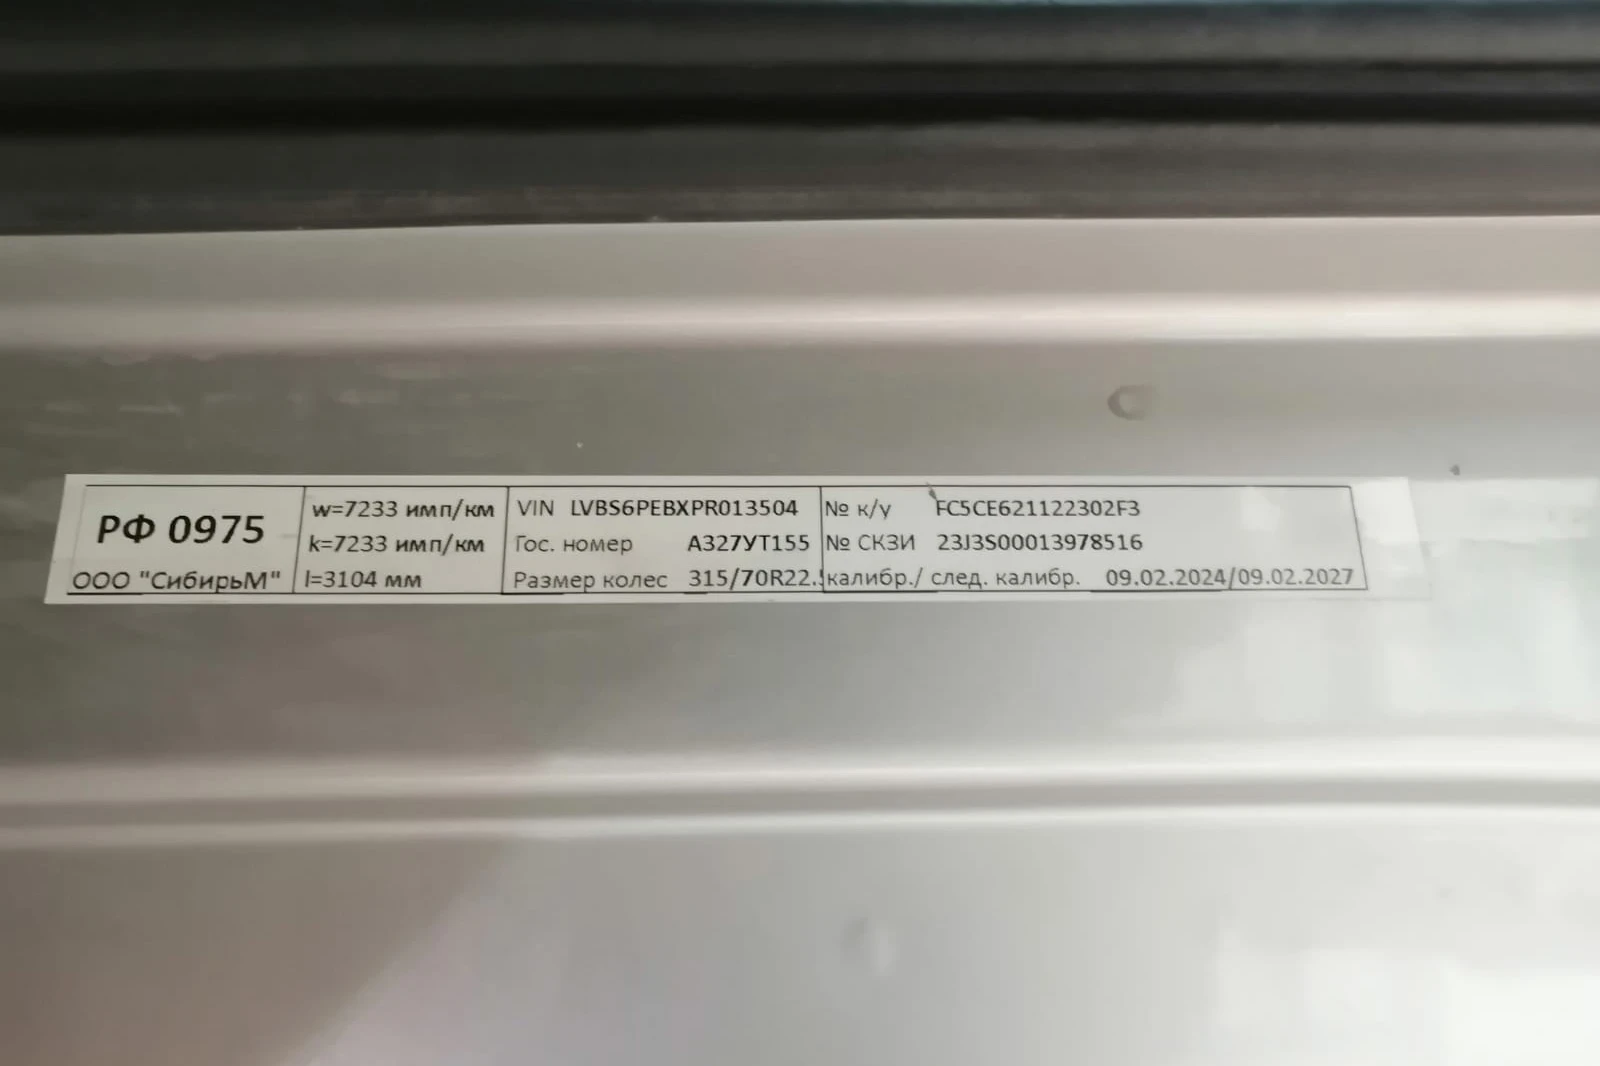 РФ 0975
ООО "СибирьМ"
w=7233 имп/км
k=7233 имп/км
l=3104 мм
VIN LVBS6PEBXPR013504
Гос. номер А327УТ155
Размер колес 315/70R22.
№ к/у FC5CE621122302F3
№ СКЗИ 23J3S00013978516
калибр./ след. калибр. 09.02.2024/09.02.2027